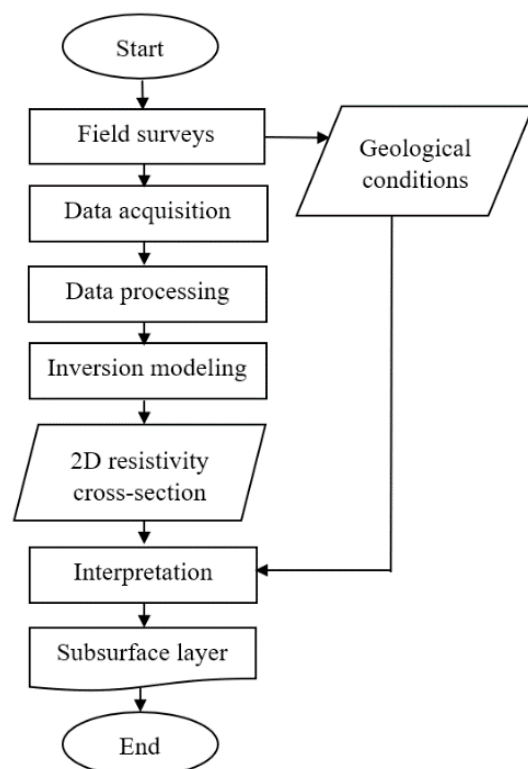 Start
Field surveys
Geological
conditions
Data acquisition
Data processing
Inversion modeling
2D resistivity
cross-section
Interpretation
Subsurface layer
End